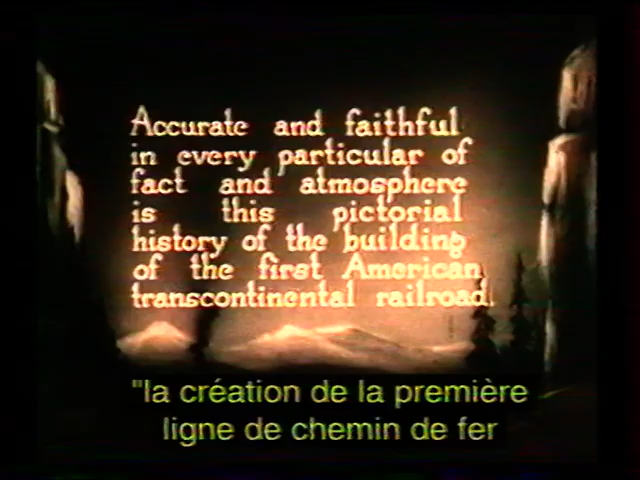 Accurate and faithful
in every particular of
fact and atmosphere
is this pictorial
history of the building
of the first American
transcontinental railroad.
"la création de la première
ligne de chemin de fer